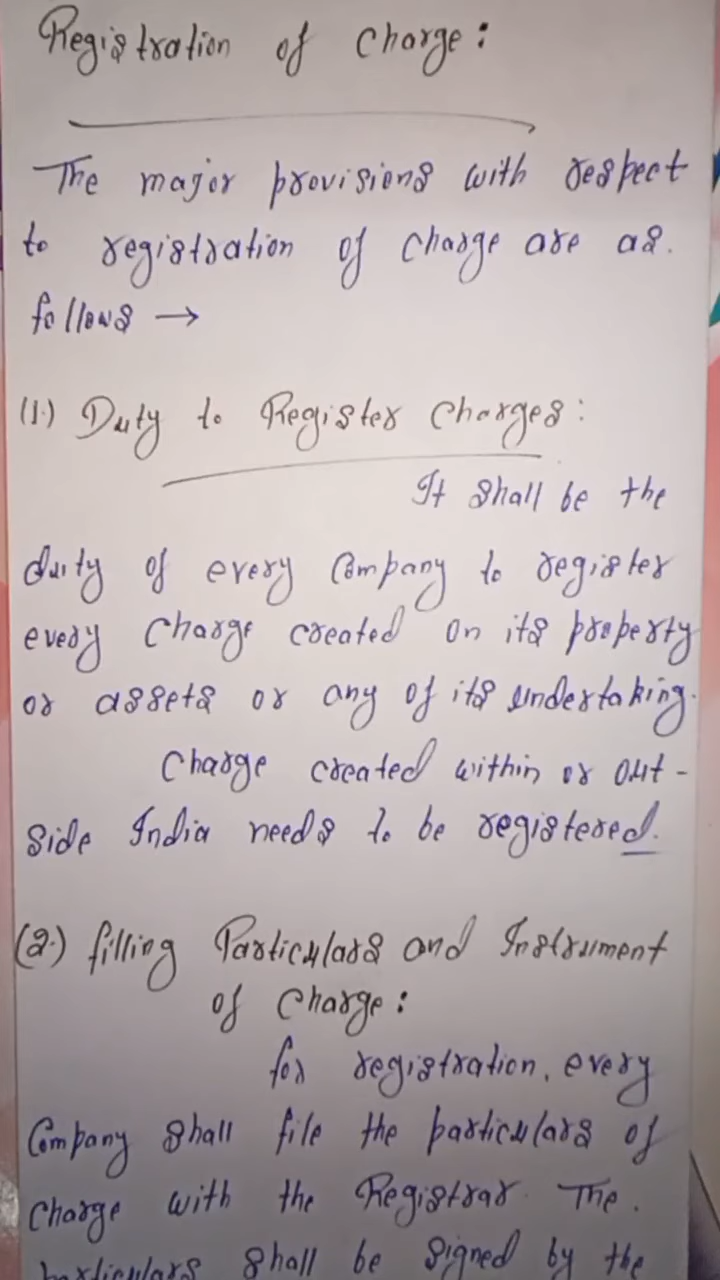 Registration of Charge:
The major provisions with respect
to registration of charge are as.
follows →
(1.) Duty to Register Charges:
It shall be the
duty of every Company to register
every Charge created on its property
or assets or any of its undertaking.
Charge created within or out-
side India needs to be registered.
(2.) filling Particulars and Instrument
of Charge:
for registration, every
Company shall file the particulars of
Charge with the Registrar. The.
particulars shall be signed by the